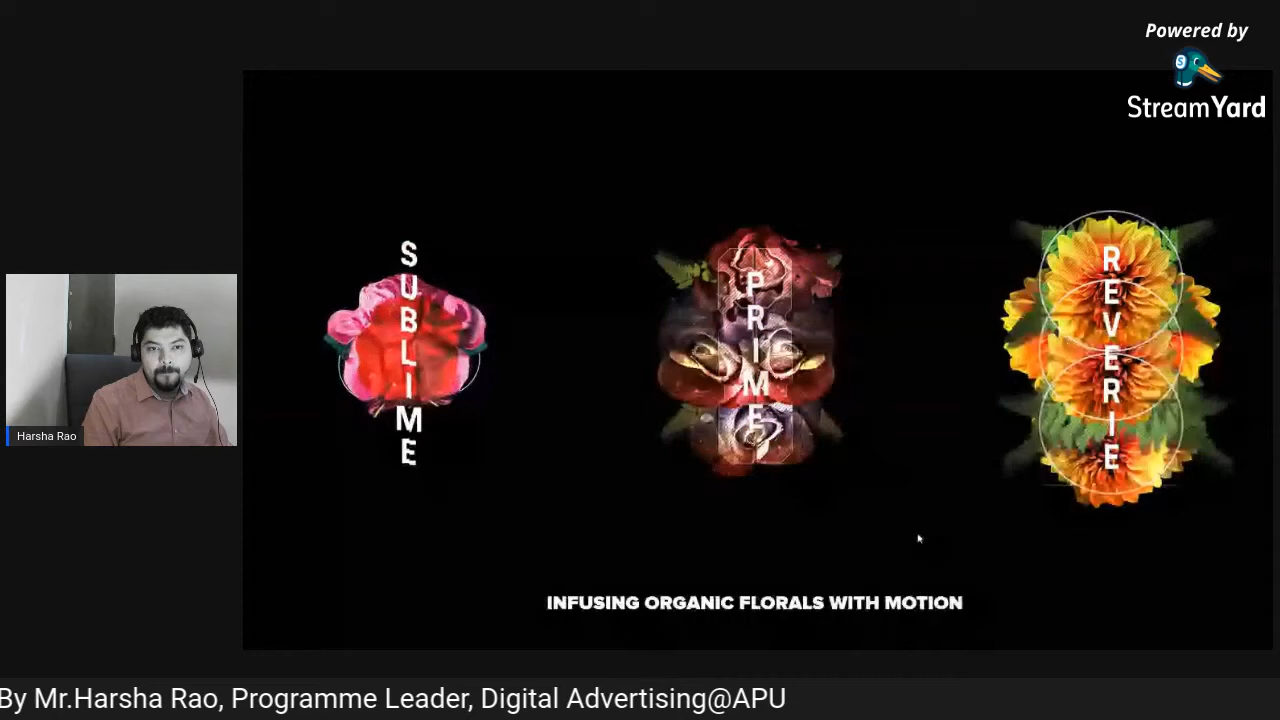 Powered by
StreamYard
SUBLIME
PRIME
REVERIE
INFUSING ORGANIC FLORALS WITH MOTION
Harsha Rao
By Mr.Harsha Rao, Programme Leader, Digital Advertising@APU